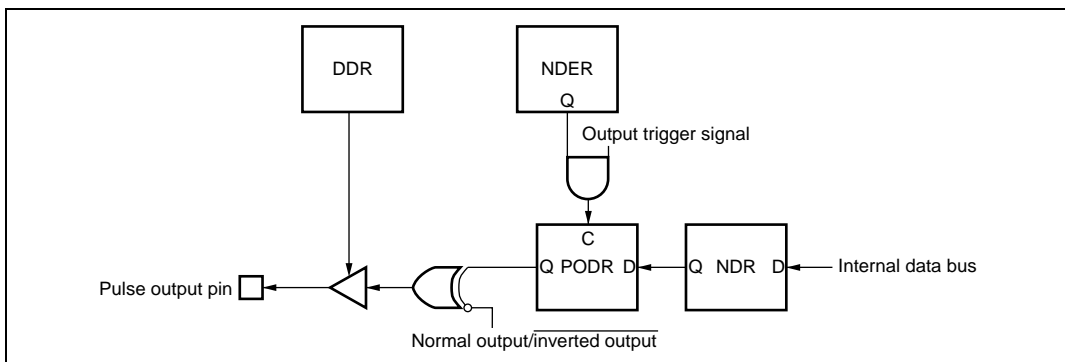 DDR
NDER
Q
Output trigger signal
C
Q PODR D
Q NDR D
Internal data bus
Pulse output pin
Normal output/inverted output